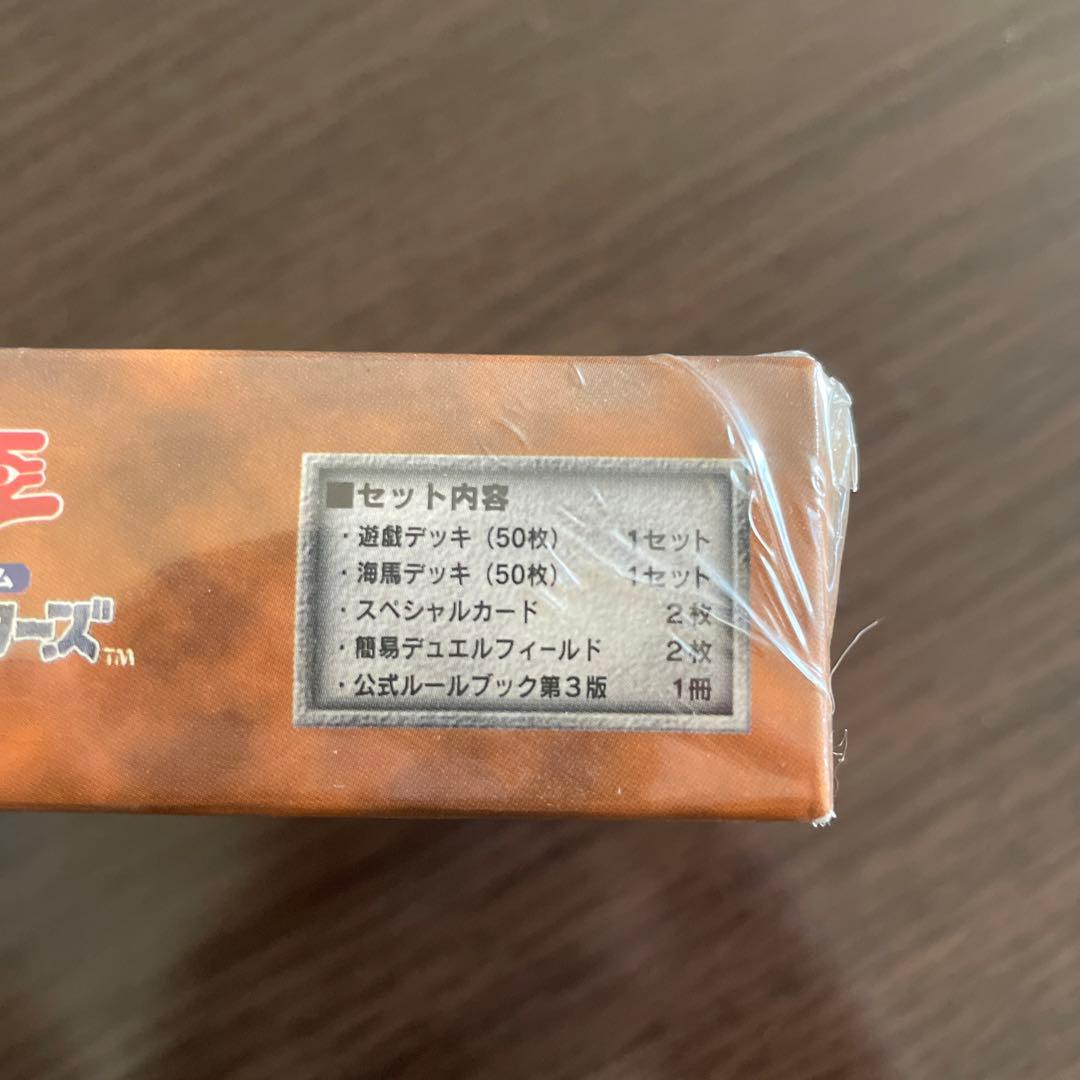 ■セット内容
・遊戯デッキ（50枚） 1セット
・海馬デッキ（50枚） 1セット
・スペシャルカード 2枚
・簡易デュエルフィールド 2枚
・公式ルールブック第3版 1冊
ム
ターズ™